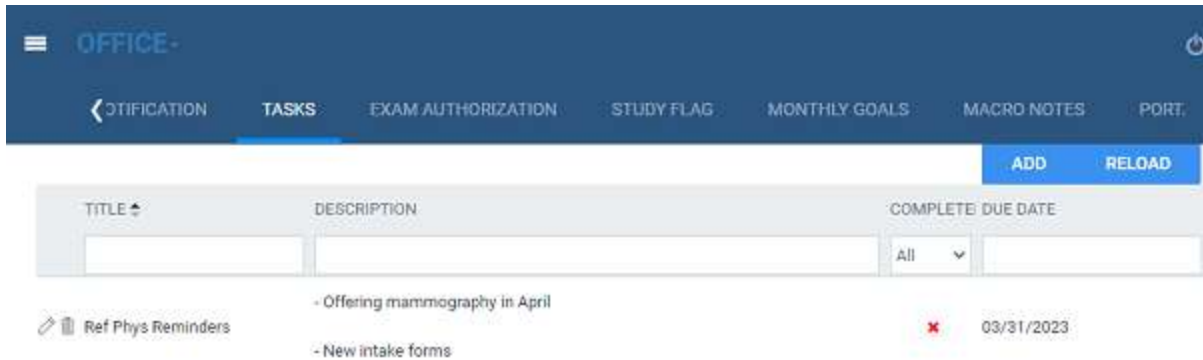 OFFICE-
OTIFICATION TASKS EXAM AUTHORIZATION STUDY FLAG MONTHLY GOALS MACRO NOTES PORT.
ADD RELOAD
TITLE DESCRIPTION COMPLETE DUE DATE
All
- Offering mammography in April
Ref Phys Reminders 03/31/2023
- New intake forms